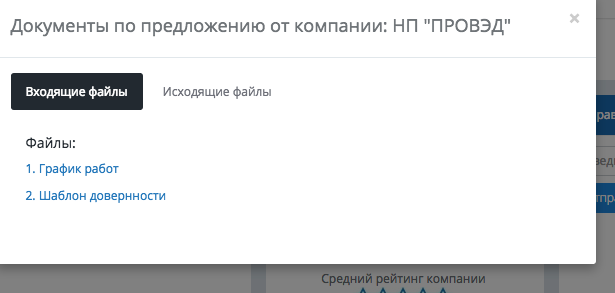 Документы по предложению от компании: НП "ПРОВЭД"
×
Входящие файлы
Исходящие файлы
Файлы:
1. График работ
2. Шаблон довернности
Средний рейтинг компании